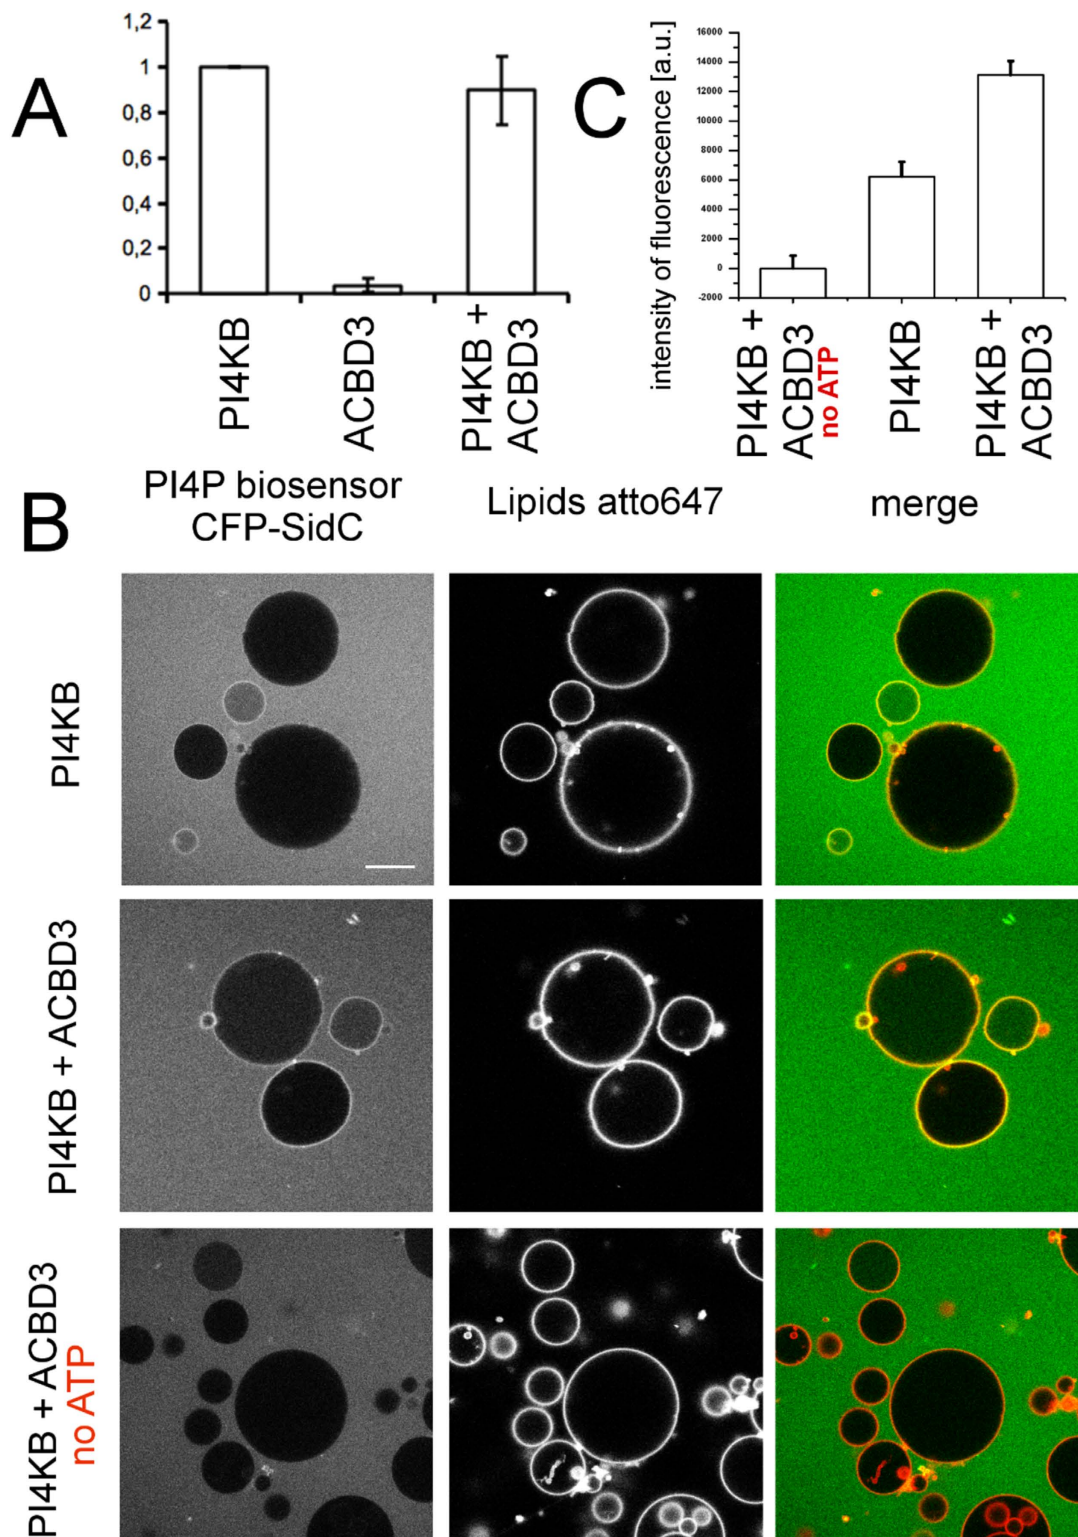 A
1,2
1
0,8
0,6
0,4
0,2
0
PI4KB
ACBD3
PI4KB +
ACBD3
C
intensity of fluorescence [a.u.]
16000
14000
12000
10000
8000
6000
4000
2000
0
-2000
PI4KB +
ACBD3
no ATP
PI4KB
PI4KB +
ACBD3
B
PI4P biosensor
CFP-SidC
Lipids atto647
merge
PI4KB
PI4KB + ACBD3
PI4KB + ACBD3
no ATP